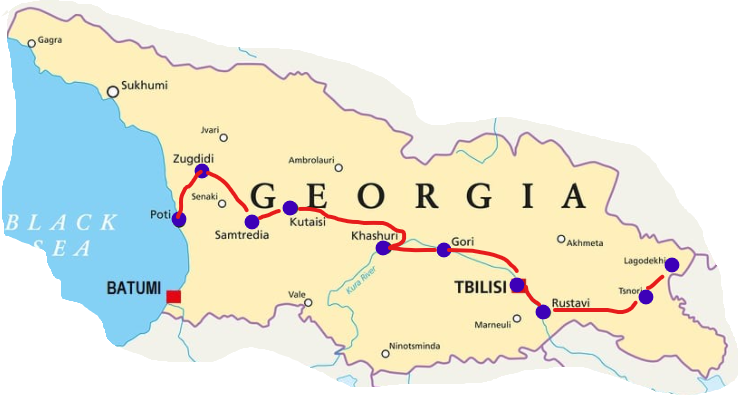 Gagra
Sukhumi
Jvari
Zugdidi
Ambrolauri
Senaki
GEORGIA
Poti
BLACK
SEA
Samtredia
Kutaisi
Khashuri
Gori
Akhmeta
Lagodekhi
Kura River
BATUMI
Vale
TBILISI
Tsnori
Rustavi
Marneuli
Ninotsminda